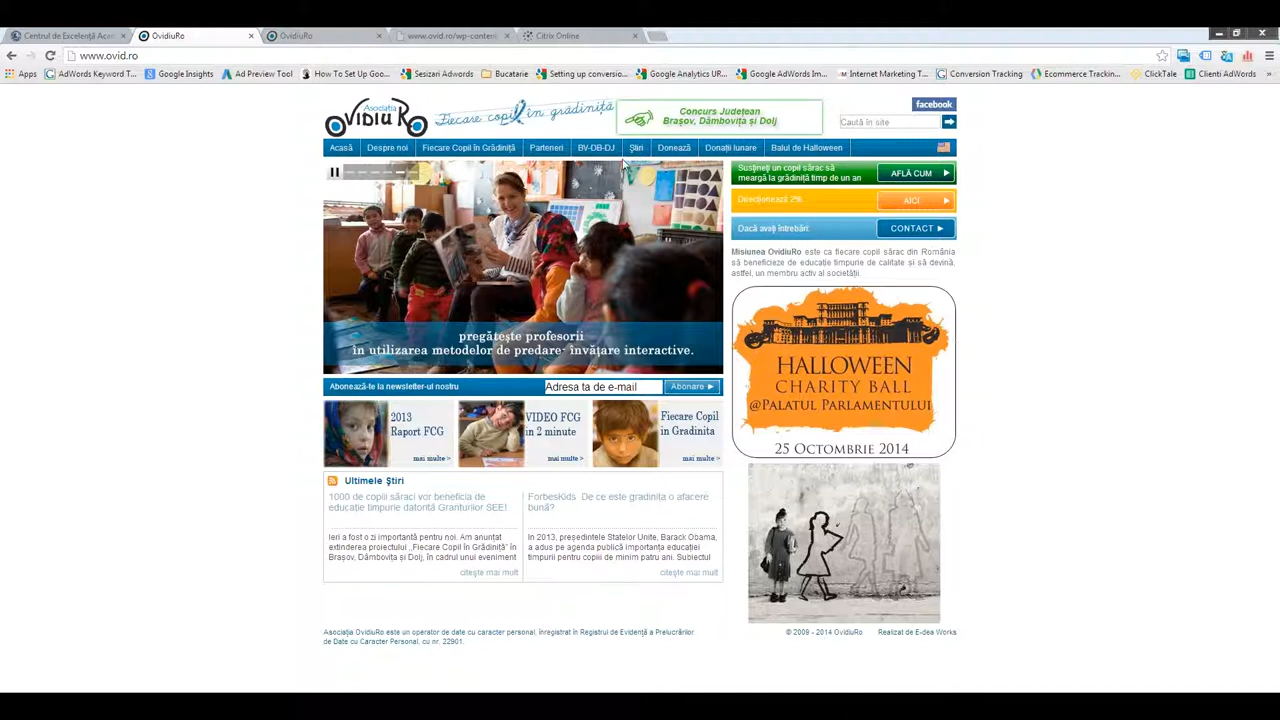 Centrul de Excelență Acan
OvidiuRo
OvidiuRo
www.ovid.ro/wp-content
Citrix Online
www.ovid.ro
Apps
AdWords Keyword T...
Google Insights
Ad Preview Tool
How To Set Up Goo...
Sesizari Adwords
Bucatarie
Setting up conversio...
Google Analytics UR...
Google AdWords Im...
Internet Marketing T...
Conversion Tracking
Ecommerce Trackin...
ClickTale
Clienti AdWords
Asociația
OVIDIU RO
Fiecare copil în grădiniță
Concurs Județean
Brașov, Dâmbovița și Dolj
facebook
Caută în site
Acasă
Despre noi
Fiecare Copil în Grădiniță
Parteneri
BV-DB-DJ
Știri
Donează
Donații lunare
Balul de Halloween
pregătește profesorii
în utilizarea metodelor de predare- învățare interactive.
Susțineți un copil sărac să
meargă la grădiniță timp de un an
AFLĂ CUM
Direcționează 2%.
AICI
Dacă aveți întrebări:
CONTACT
Misiunea OvidiuRo este ca fiecare copil sărac din România
să beneficieze de educație timpurie de calitate și să devină,
astfel, un membru activ al societății.
HALLOWEEN
CHARITY BALL
@PALATUL PARLAMENTULUI
25 OCTOMBRIE 2014
Abonează-te la newsletter-ul nostru
Adresa ta de e-mail
Abonare
2013
Raport FCG
mai multe >
VIDEO FCG
in 2 minute
mai multe >
Fiecare Copil
in Gradinita
mai multe >
Ultimele Știri
1000 de copiii săraci vor beneficia de
educație timpurie datorită Granturilor SEE!
Ieri a fost o zi importantă pentru noi. Am anunțat
extinderea proiectului „Fiecare Copil în Grădiniță" în
Brașov, Dâmbovița și Dolj, în cadrul unui eveniment
citește mai mult
ForbesKids  De ce este gradinița o afacere
bună?
In 2013, președintele Statelor Unite, Barack Obama,
a adus pe agenda publică importanța educației
timpurii pentru copiii de minim patru ani. Subiectul
citește mai mult
Asociația OvidiuRo este un operator de date cu caracter personal, înregistrat în Registrul de Evidență a Prelucrărilor
de Date cu Caracter Personal, cu nr. 22901.
© 2009 - 2014 OvidiuRo
Realizat de E-dea Works